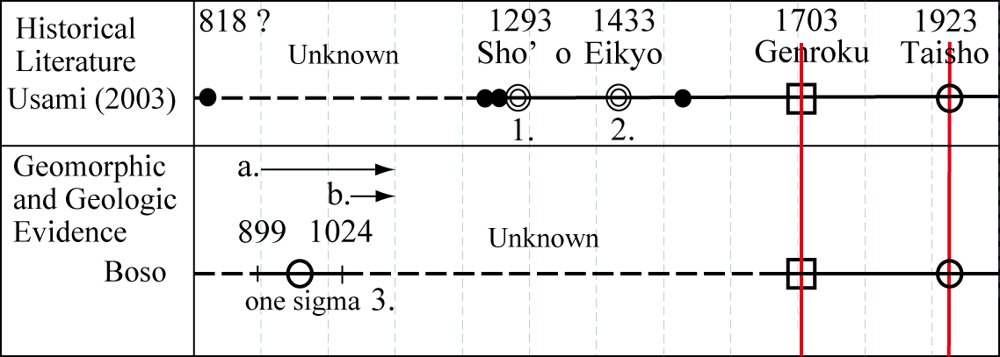 Historical
Literature
Usami (2003)
818 ?
Unknown
1293
Sho’ o
1433
Eikyo
1703
Genroku
1923
Taisho
1.
2.
Geomorphic
and Geologic
Evidence
Boso
a.
b.
899
1024
Unknown
one sigma 3.